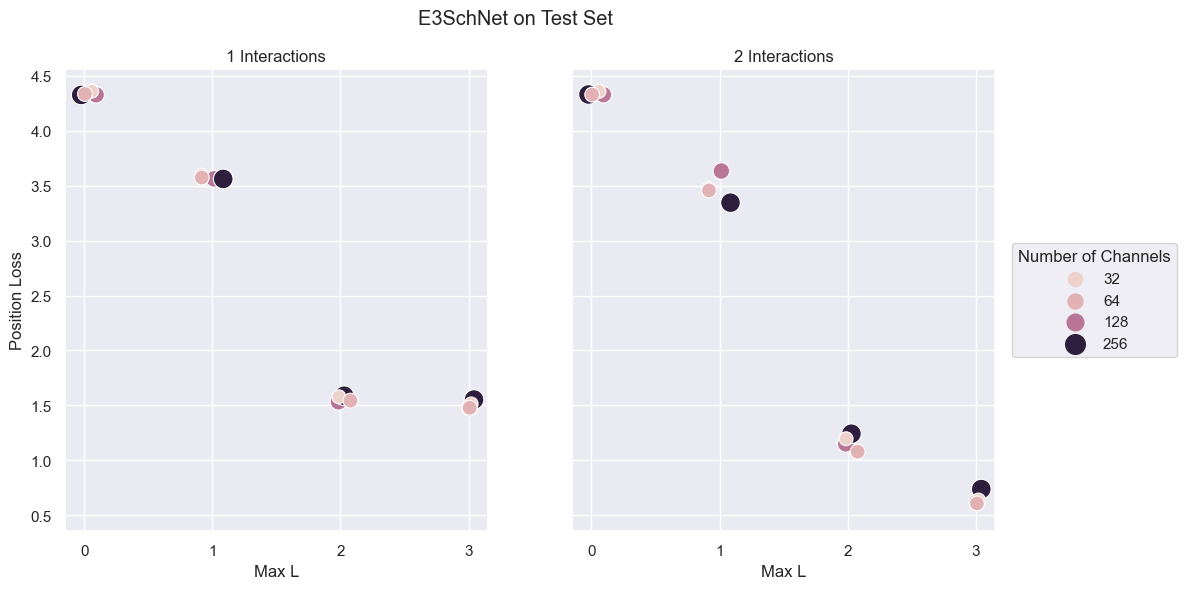 E3SchNet on Test Set
1 Interactions
2 Interactions
4.5
4.0
3.5
3.0
2.5
2.0
1.5
1.0
0.5
Position Loss
0 1 2 3
Max L
0 1 2 3
Max L
Number of Channels
32
64
128
256